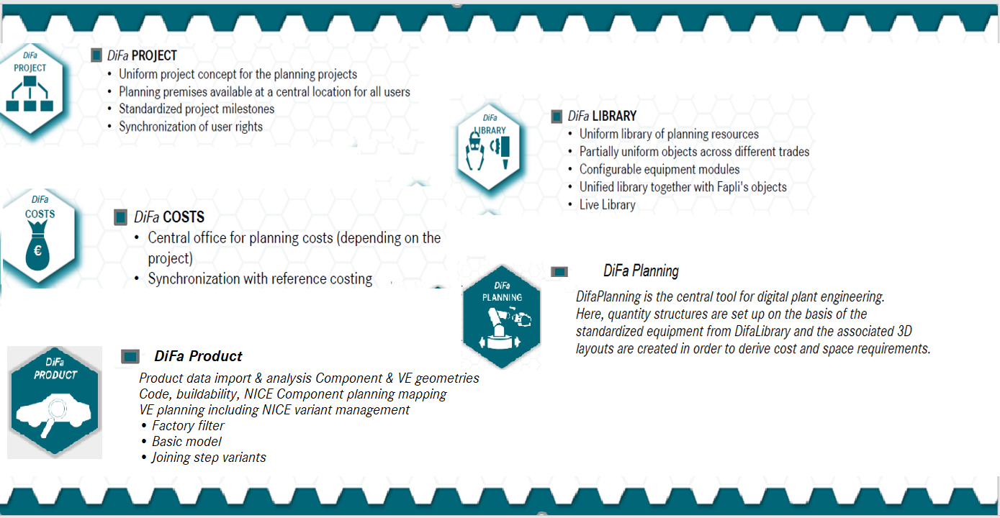 DiFa
PROJECT
DiFa PROJECT
• Uniform project concept for the planning projects
• Planning premises available at a central location for all users
• Standardized project milestones
• Synchronization of user rights
DiFa
LIBRARY
DiFa LIBRARY
• Uniform library of planning resources
• Partially uniform objects across different trades
• Configurable equipment modules
• Unified library together with Fapli's objects
• Live Library
DiFa
COSTS
€
DiFa COSTS
• Central office for planning costs (depending on the
project)
• Synchronization with reference costing
DiFa
PLANNING
DiFa Planning
DifaPlanning is the central tool for digital plant engineering.
Here, quantity structures are set up on the basis of the
standardized equipment from DifaLibrary and the associated 3D
layouts are created in order to derive cost and space requirements.
DiFa
PRODUCT
DiFa Product
Product data import & analysis Component & VE geometries
Code, buildability, NICE Component planning mapping
VE planning including NICE variant management
• Factory filter
• Basic model
• Joining step variants